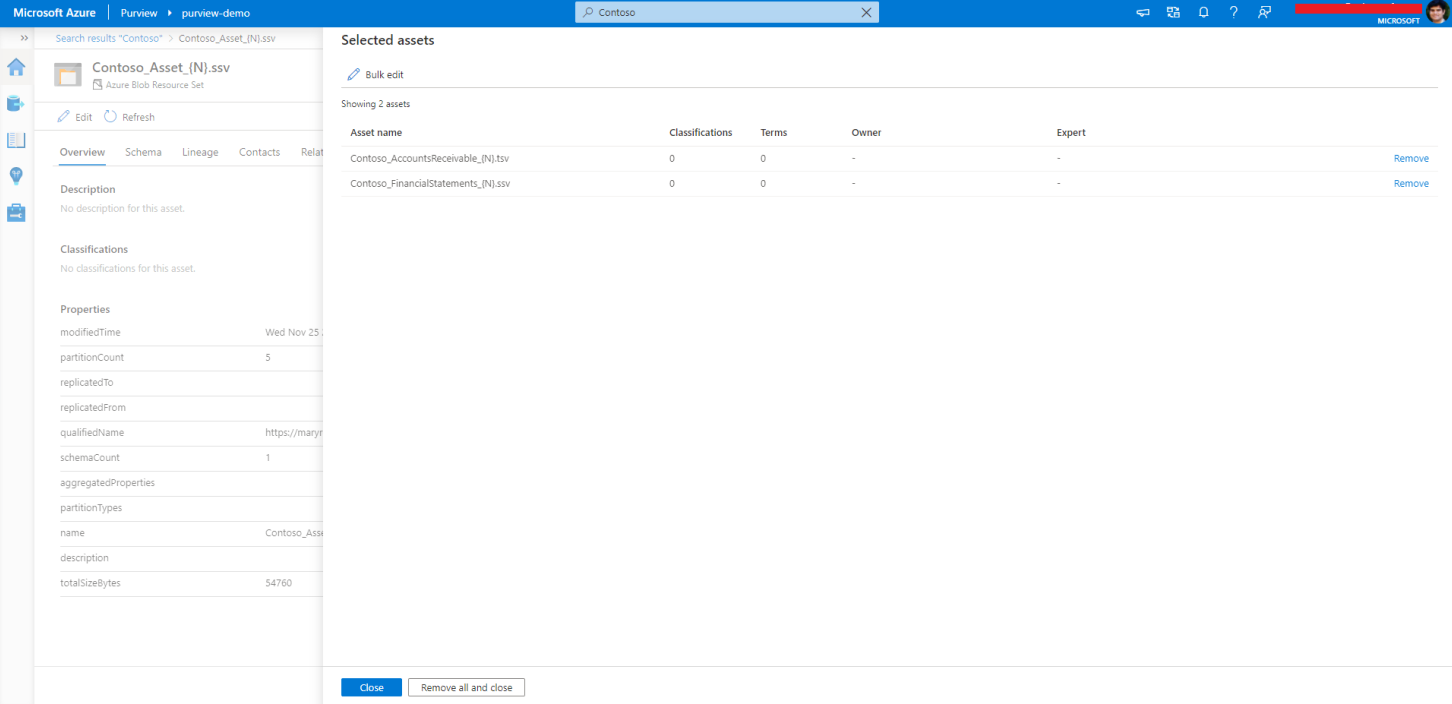 Microsoft Azure Purview purview-demo Contoso
MICROSOFT
Search results "Contoso" > Contoso_Asset_{N}.ssv
Contoso_Asset_{N}.ssv
Azure Blob Resource Set
Edit Refresh
Overview Schema Lineage Contacts Relat
Description
No description for this asset.
Classifications
No classifications for this asset.
Properties
modifiedTime Wed Nov 25
partitionCount 5
replicatedTo
replicatedFrom
qualifiedName https://maryr
schemaCount 1
aggregatedProperties
partitionTypes
name Contoso_Asse
description
totalSizeBytes 54760
Selected assets
Bulk edit
Showing 2 assets
Asset name Classifications Terms Owner Expert
Contoso_AccountsReceivable_{N}.tsv 0 0 - - Remove
Contoso_FinancialStatements_{N}.ssv 0 0 - - Remove
Close Remove all and close